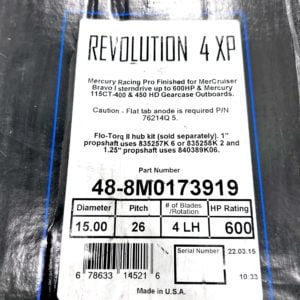 REVOLUTION 4 XP
Mercury Racing Pro Finished for MerCruiser
Bravo I sterndrive up to 600HP & Mercury
115CT-400 & 450 HD Gearcase Outboards.
Caution - Flat tab anode is required P/N
76214Q 5.
Flo-Torq II hub kit (sold separately). 1"
propshaft uses 835257K 6 or 835258K 2 and
1.25" propshaft uses 840389K06.
Part Number
48-8M0173919
Diameter Pitch # of Blades/Rotation HP Rating
15.00 26 4 LH 600
Serial Number 22.03.15
10:33
6 78633 14521 6
Made in U.S.A.